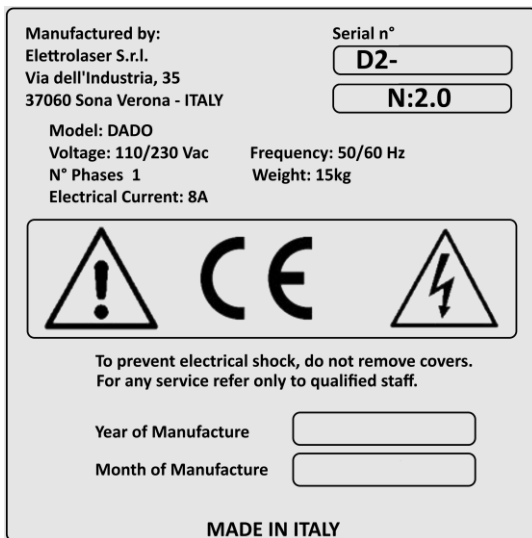 Manufactured by:
Elettrolaser S.r.l.
Via dell'Industria, 35
37060 Sona Verona - ITALY
Serial n°
D2-
N:2.0
Model: DADO
Voltage: 110/230 Vac Frequency: 50/60 Hz
N° Phases 1 Weight: 15kg
Electrical Current: 8A
CE
To prevent electrical shock, do not remove covers.
For any service refer only to qualified staff.
Year of Manufacture
Month of Manufacture
MADE IN ITALY